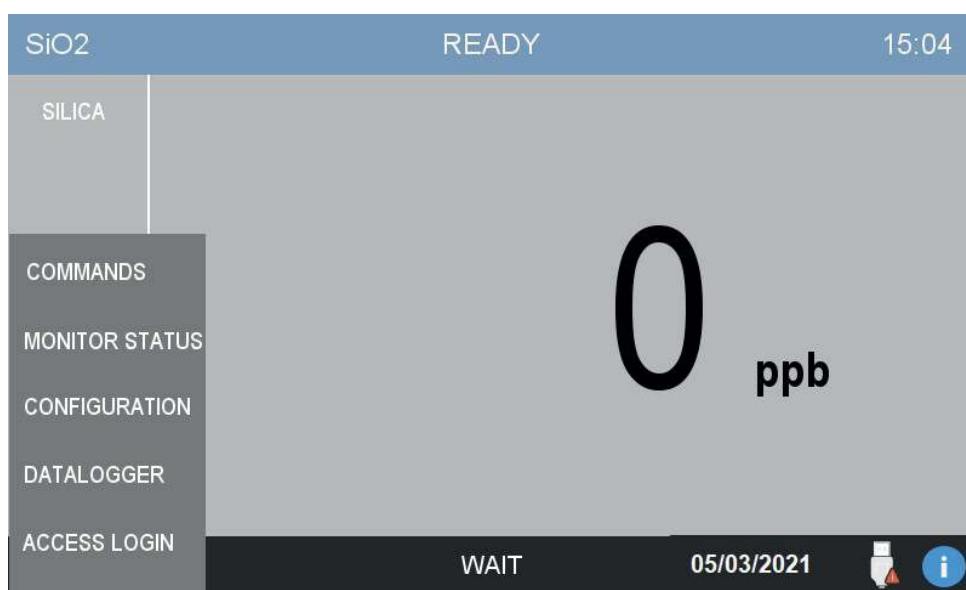 SiO2 READY 15:04
SILICA
0 ppb
COMMANDS
MONITOR STATUS
CONFIGURATION
DATALOGGER
ACCESS LOGIN
WAIT 05/03/2021
i